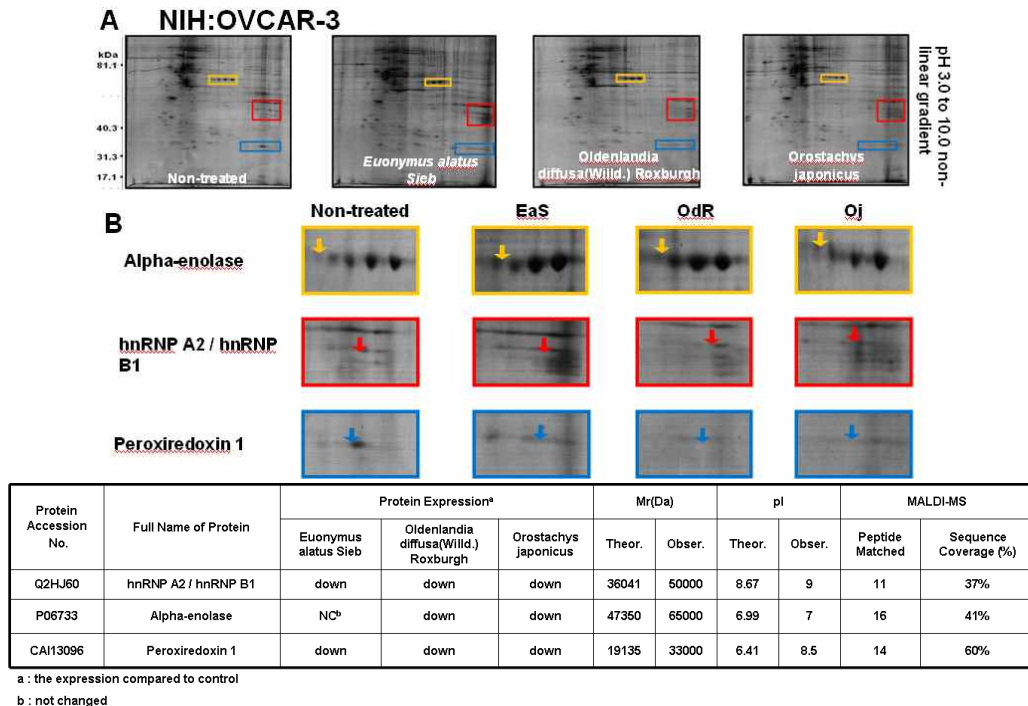 A NIH:OVCAR-3
kDa
81.1
40.3
31.3
17.1
Non-treated
Euonymus alatus
Sieb
Oldenlandia
diffusa(Willd.) Roxburgh
Orostachys
japonicus
pH 3.0 to 10.0 non-
linear gradient
B
Non-treated EaS OdR Oj
Alpha-enolase
hnRNP A2 / hnRNP
B1
Peroxiredoxin 1
Protein
Accession
No.
Full Name of Protein
Protein Expressionᵃ
Mr(Da)
pI
MALDI-MS
Euonymus
alatus Sieb
Oldenlandia
diffusa(Willd.)
Roxburgh
Orostachys
japonicus
Theor. Obser. Theor. Obser.
Peptide
Matched
Sequence
Coverage (%)
Q2HJ60 hnRNP A2 / hnRNP B1 down down down 36041 50000 8.67 9 11 37%
P06733 Alpha-enolase NCᵇ down down 47350 65000 6.99 7 16 41%
CAI13096 Peroxiredoxin 1 down down down 19135 33000 6.41 8.5 14 60%
a : the expression compared to control
b : not changed